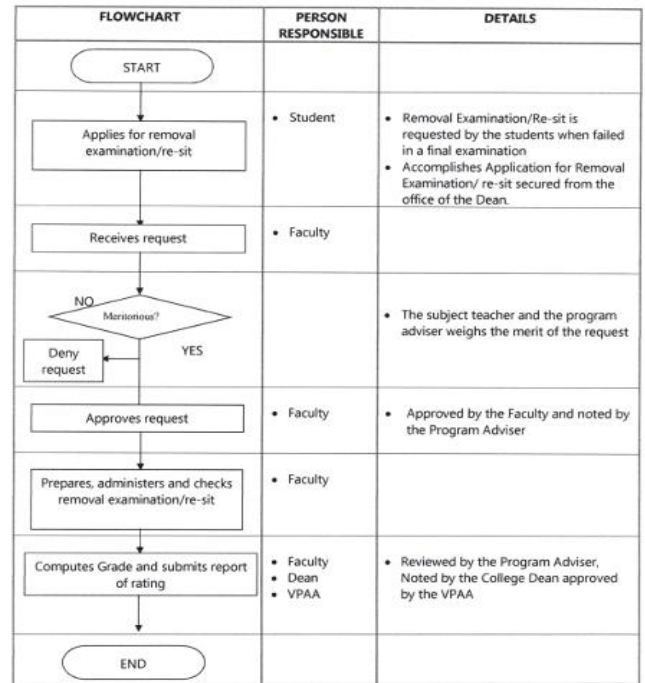 FLOWCHART
PERSON
RESPONSIBLE
DETAILS
START
Applies for removal
examination/re-sit
• Student
• Removal Examination/Re-sit is
requested by the students when failed
in a final examination
• Accomplishes Application for Removal
Examination/ re-sit secured from the
office of the Dean.
Receives request
• Faculty
NO
Meritorious?
YES
Deny
request
• The subject teacher and the program
adviser weighs the merit of the request
Approves request
• Faculty
• Approved by the Faculty and noted by
the Program Adviser
Prepares, administers and checks
removal examination/re-sit
• Faculty
Computes Grade and submits report
of rating
• Faculty
• Dean
• VPAA
• Reviewed by the Program Adviser,
Noted by the College Dean approved
by the VPAA
END